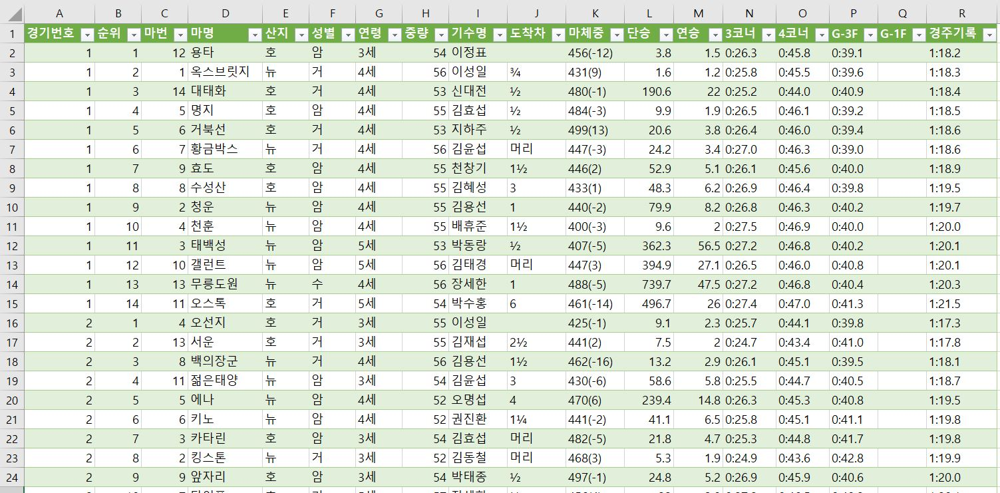 A B C D E F G H I J K L M N O P Q R
1 경기번호 순위 마번 마명 산지 성별 연령 중량 기수명 도착차 마체중 단승 연승 3코너 4코너 G-3F G-1F 경주기록
2 1 1 12 용타 호 암 3세 54 이정표 456(-12) 3.8 1.5 0:26.3 0:45.8 0:39.1 1:18.2
3 1 2 1 옥스브릿지 뉴 거 4세 56 이성일 ¾ 431(9) 1.6 1.2 0:25.8 0:45.5 0:39.6 1:18.3
4 1 3 14 대태화 호 거 4세 53 신대전 ½ 480(-1) 190.6 22 0:25.2 0:44.0 0:40.9 1:18.4
5 1 4 5 명지 호 암 4세 55 김효섭 ½ 484(-3) 9.9 1.9 0:26.5 0:46.1 0:39.2 1:18.5
6 1 5 6 거북선 호 거 4세 53 지하주 ½ 499(13) 20.6 3.8 0:26.4 0:46.0 0:39.4 1:18.6
7 1 6 7 황금박스 뉴 거 4세 56 김윤섭 머리 447(-3) 24.2 3.4 0:27.0 0:46.3 0:39.0 1:18.6
8 1 7 9 효도 호 암 4세 55 천창기 1½ 446(2) 52.9 5.1 0:26.1 0:45.6 0:40.0 1:18.9
9 1 8 8 수성산 호 암 4세 55 김혜성 3 433(1) 48.3 6.2 0:26.9 0:46.4 0:39.8 1:19.5
10 1 9 2 청운 뉴 암 4세 55 김용선 1 440(-2) 79.9 8.2 0:26.8 0:46.3 0:40.2 1:19.7
11 1 10 4 천훈 뉴 암 4세 55 배휴준 1½ 400(-3) 9.6 2 0:27.5 0:46.9 0:40.0 1:20.0
12 1 11 3 태백성 뉴 암 5세 53 박동랑 ½ 407(-5) 362.3 56.5 0:27.2 0:46.8 0:40.2 1:20.1
13 1 12 10 갤런트 뉴 암 5세 56 김태경 머리 447(3) 394.9 27.1 0:26.5 0:46.0 0:40.8 1:20.1
14 1 13 13 무릉도원 뉴 수 4세 56 장세한 1 488(-5) 739.7 47.5 0:27.2 0:46.8 0:40.4 1:20.3
15 1 14 11 오스톡 호 거 5세 54 박수홍 6 461(-14) 496.7 26 0:27.4 0:47.0 0:41.3 1:21.5
16 2 1 4 오선지 호 거 3세 55 이성일 425(-1) 9.1 2.3 0:25.7 0:44.1 0:39.8 1:17.3
17 2 2 13 서운 호 거 3세 55 김재섭 2½ 441(2) 7.5 2 0:24.7 0:43.4 0:41.0 1:17.8
18 2 3 8 백의장군 뉴 거 4세 56 김용선 1½ 462(-16) 13.2 2.9 0:26.1 0:45.1 0:39.5 1:18.1
19 2 4 11 젊은태양 뉴 암 3세 54 김윤섭 3 430(-6) 58.6 5.8 0:25.5 0:44.7 0:40.5 1:18.7
20 2 5 5 에나 뉴 암 4세 52 오명섭 4 470(6) 239.4 14.8 0:26.3 0:45.3 0:40.8 1:19.5
21 2 6 6 키노 뉴 암 4세 52 권진환 1¼ 441(-2) 41.1 6.5 0:25.8 0:45.1 0:41.1 1:19.8
22 2 7 3 카타린 호 암 3세 54 김효섭 머리 482(-5) 21.8 4.7 0:25.3 0:44.8 0:41.7 1:19.8
23 2 8 2 킹스톤 뉴 거 3세 52 김동철 머리 468(3) 5.3 1.9 0:24.9 0:43.6 0:42.8 1:19.9
24 2 9 9 앞자리 호 암 3세 54 박태종 ½ 497(-1) 24.8 5.2 0:26.9 0:45.9 0:40.6 1:20.0